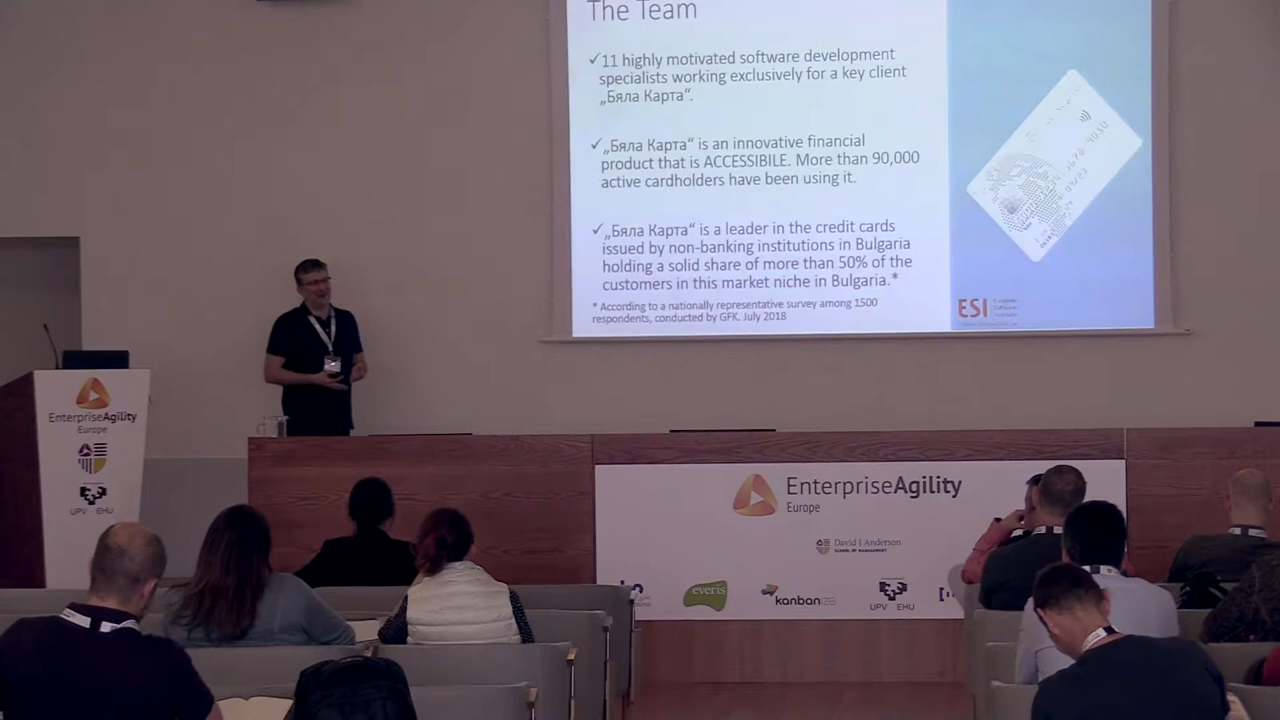 The Team
✓11 highly motivated software development
specialists working exclusively for a key client
„Бяла Карта“.
✓„Бяла Карта“ is an innovative financial
product that is ACCESSIBILE. More than 90,000
active cardholders have been using it.
✓„Бяла Карта“ is a leader in the credit cards
issued by non-banking institutions in Bulgaria
holding a solid share of more than 50% of the
customers in this market niche in Bulgaria.*
* According to a nationally representative survey among 1500
respondents, conducted by GFK. July 2018
ESI
EnterpriseAgility
Europe
UPV EHU
EnterpriseAgility
Europe
David J Anderson
SCHOOL OF MANAGEMENT
everis
kanbanize
UPV EHU